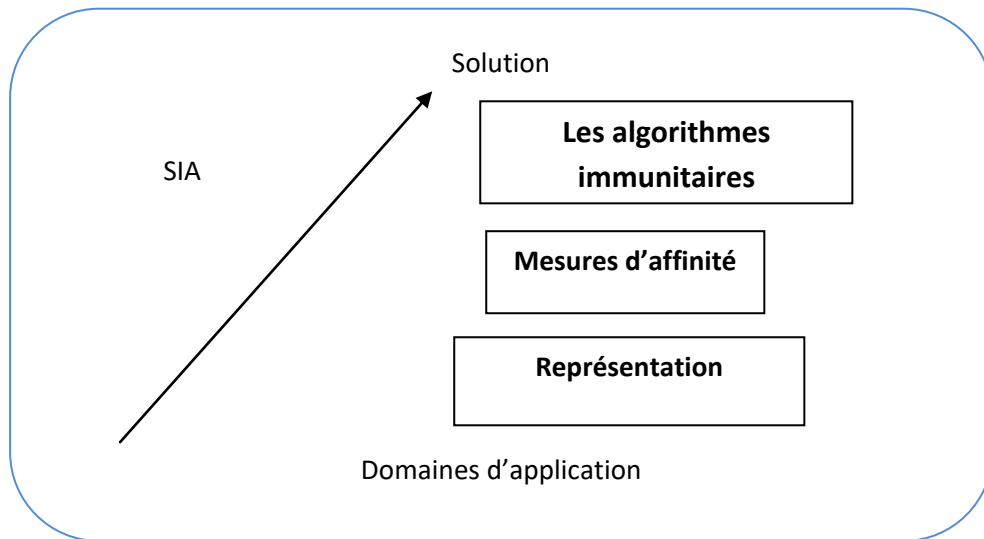 Solution
Les algorithmes
immunitaires
SIA
Mesures d’affinité
Représentation
Domaines d’application